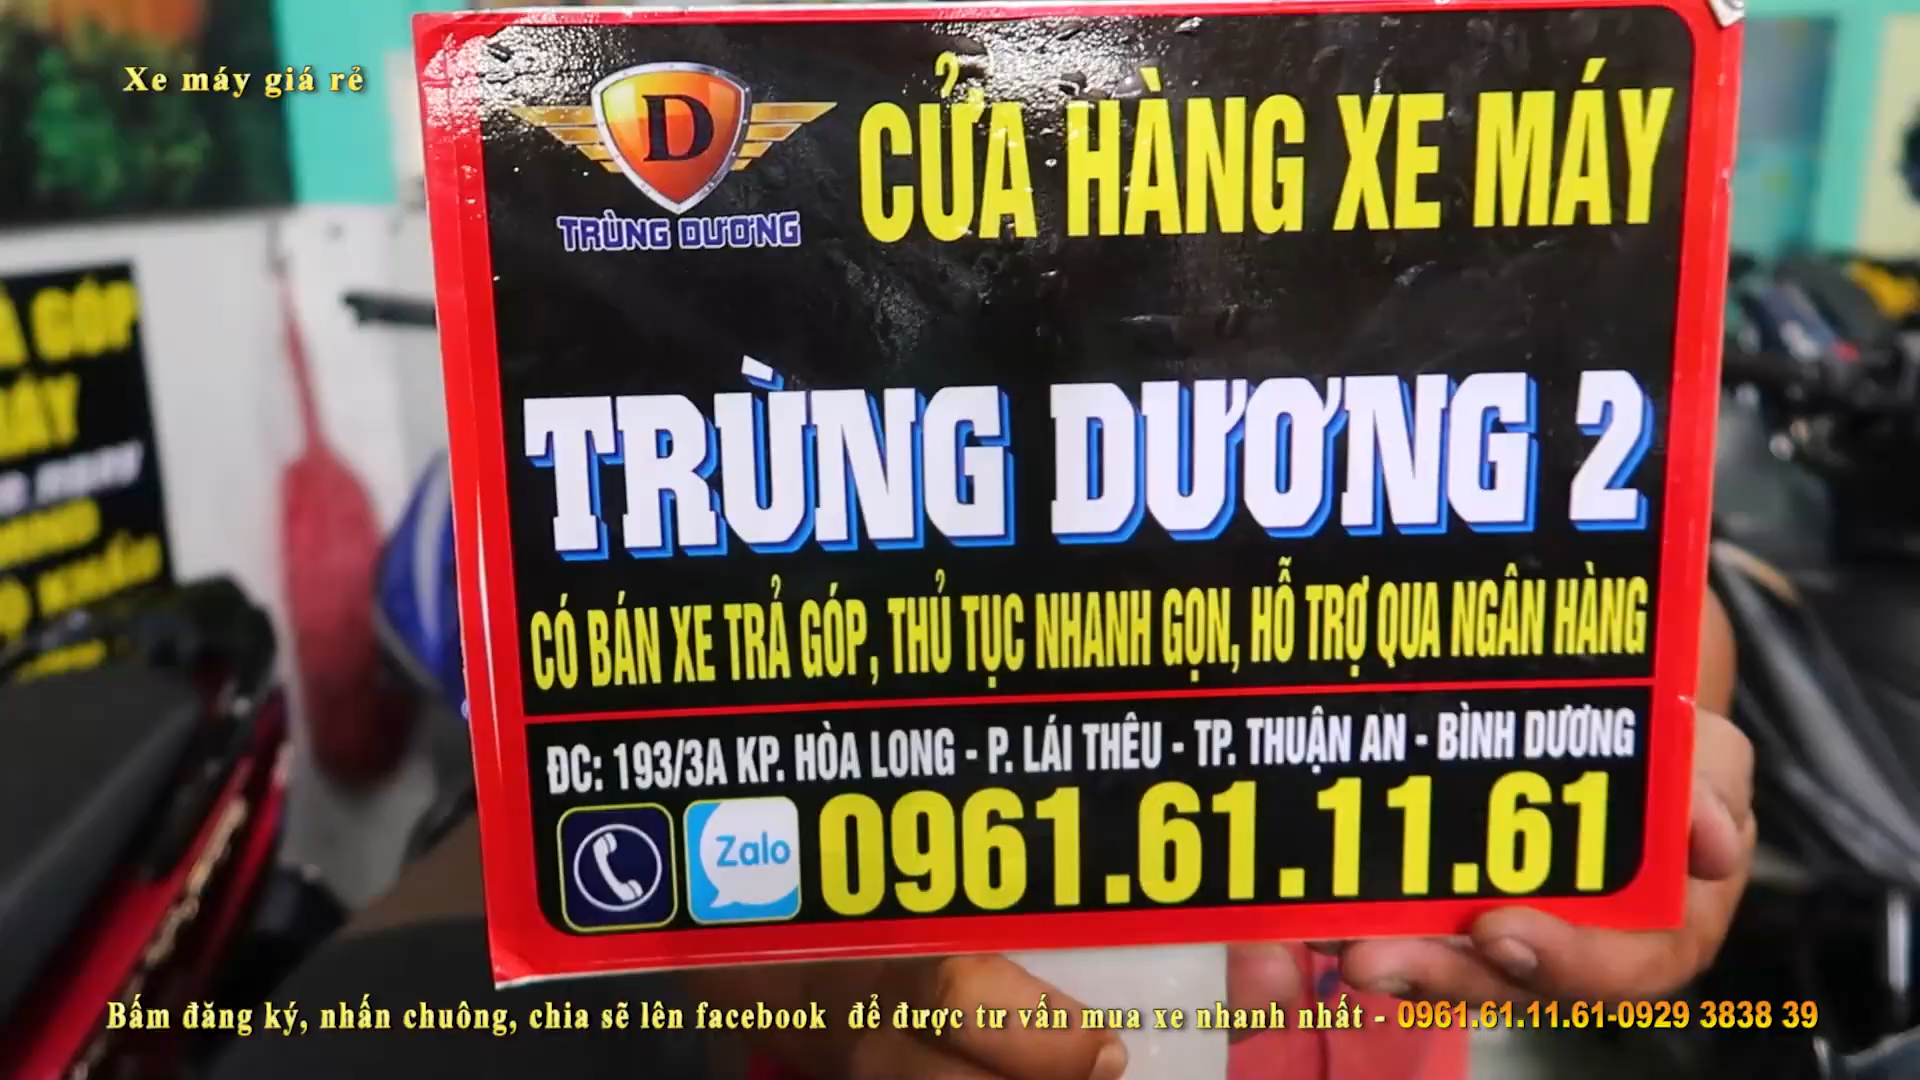 Xe máy giá rẻ
D
TRÙNG DƯƠNG
CỬA HÀNG XE MÁY
TRÙNG DƯƠNG 2
CÓ BÁN XE TRẢ GÓP, THỦ TỤC NHANH GỌN, HỖ TRỢ QUA NGÂN HÀNG
ĐC: 193/3A KP. HÒA LONG - P. LÁI THÊU - TP. THUẬN AN - BÌNH DƯƠNG
Zalo 0961.61.11.61
GÓP
MÁY
Bấm đăng ký, nhấn chuông, chia sẽ lên facebook để được tư vấn mua xe nhanh nhất - 0961.61.11.61-0929 3838 39